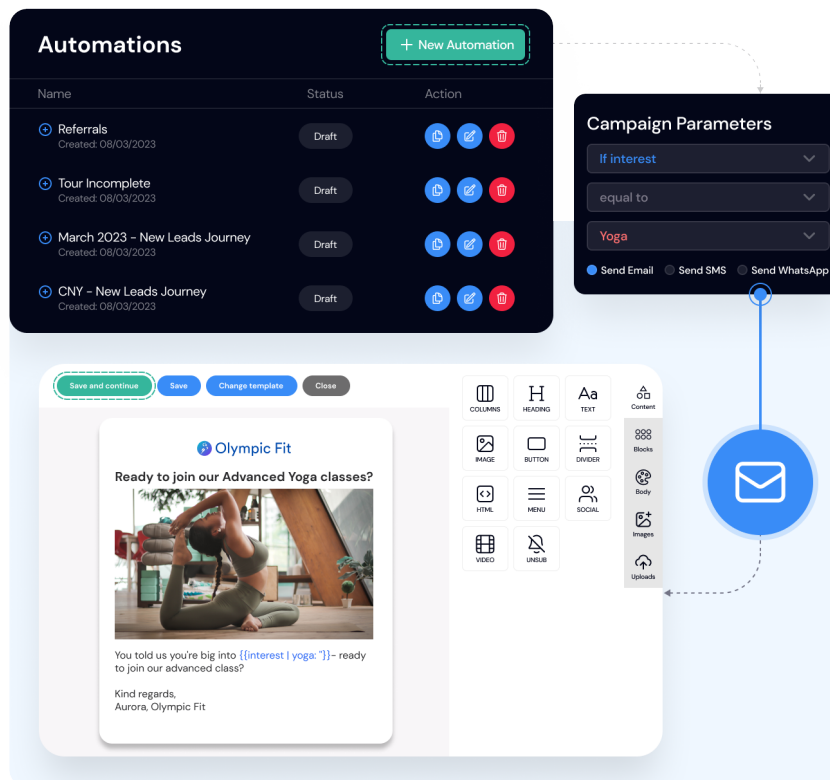 Automations
+ New Automation
Name Status Action
Referrals
Created: 08/03/2023
Draft
Tour Incomplete
Created: 08/03/2023
Draft
March 2023 - New Leads Journey
Created: 08/03/2023
Draft
CNY - New Leads Journey
Created: 08/03/2023
Draft
Campaign Parameters
If interest
equal to
Yoga
Send Email Send SMS Send WhatsApp
Save and continue Save Change template Close
Olympic Fit
Ready to join our Advanced Yoga classes?
You told us you're big into {{interest | yoga: "}}- ready
to join our advanced class?
Kind regards,
Aurora, Olympic Fit
COLUMNS HEADING TEXT
IMAGE BUTTON DIVIDER
HTML MENU SOCIAL
VIDEO UNSUB
Content
Blocks
Body
Images
Uploads